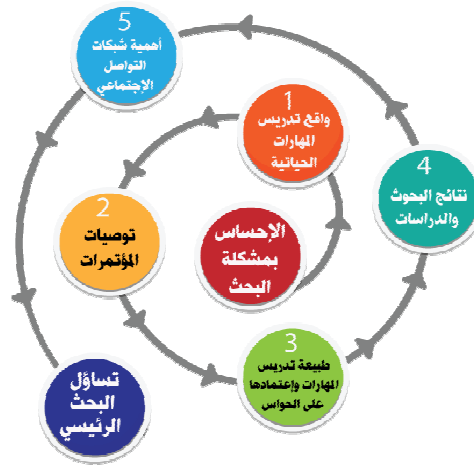 الإحساس
بمشكلة
البحث
1
واقع تدريس
المهارات
الحياتية
2
توصيات
المؤتمرات
3
طبيعة تدريس
المهارات وإعتمادها
على الحواس
4
نتائج البحوث
والدراسات
5
أهمية شبكات
التواصل
الإجتماعي
تساؤل
البحث
الرئيسي